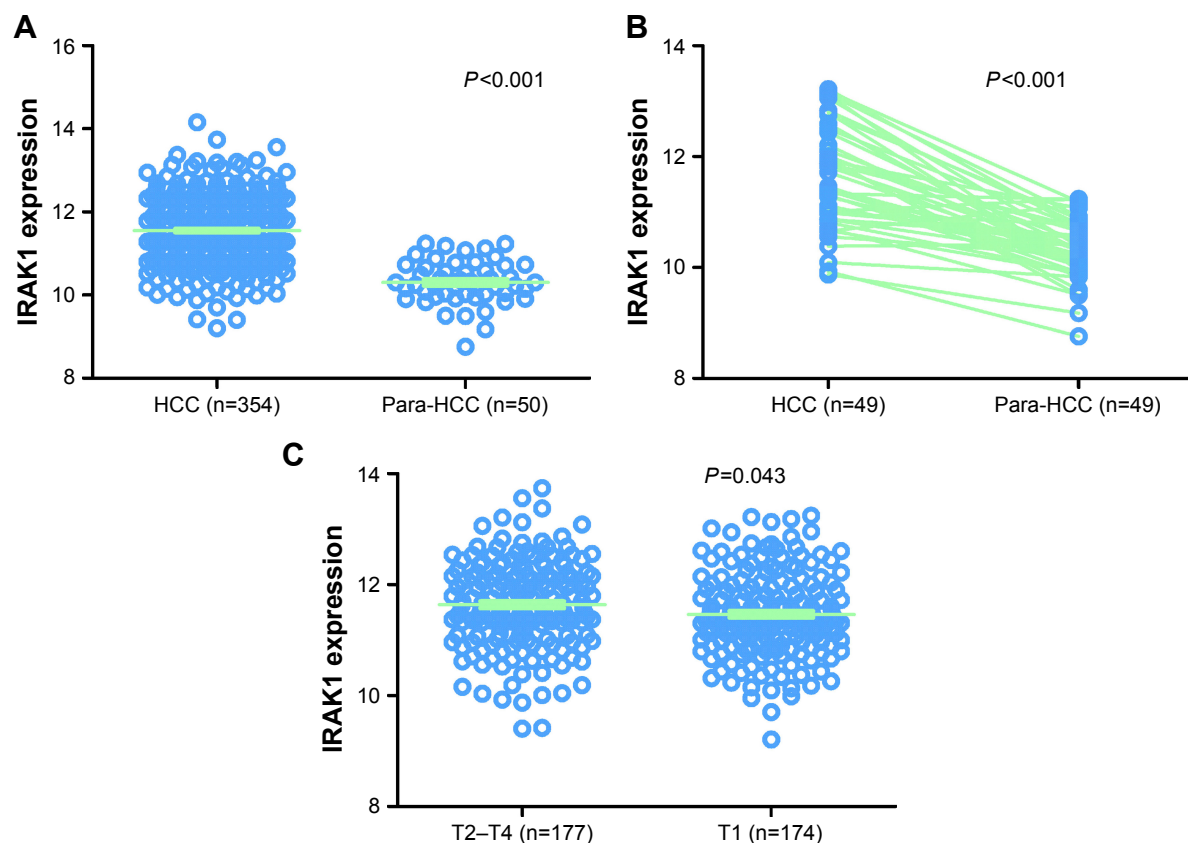 A
IRAK1 expression
16
14
12
10
8
P<0.001
HCC (n=354)
Para-HCC (n=50)
B
IRAK1 expression
14
12
10
8
P<0.001
HCC (n=49)
Para-HCC (n=49)
C
IRAK1 expression
14
12
10
8
P=0.043
T2–T4 (n=177)
T1 (n=174)